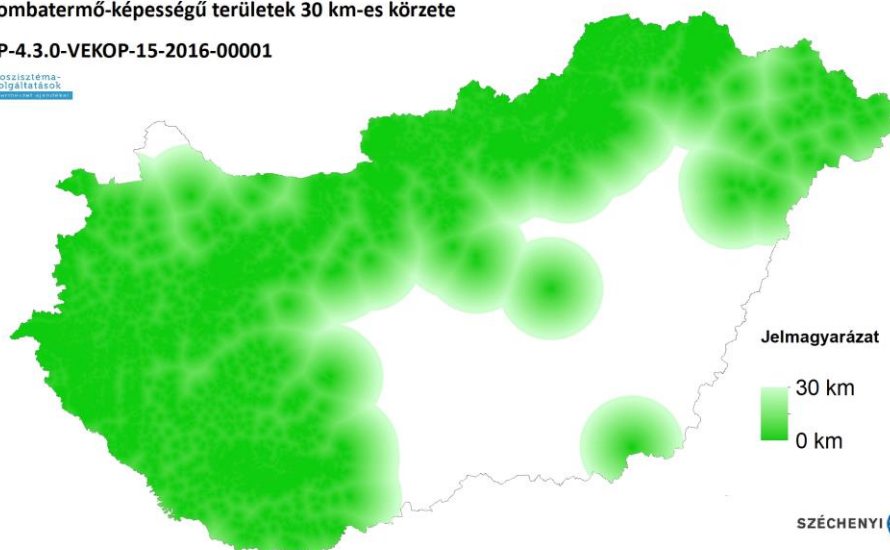 ombatermő-képességű területek 30 km-es körzete
P-4.3.0-VEKOP-15-2016-00001
oszisztéma-
olgáltatások
Jelmagyarázat
30 km
0 km
SZÉCHENYI